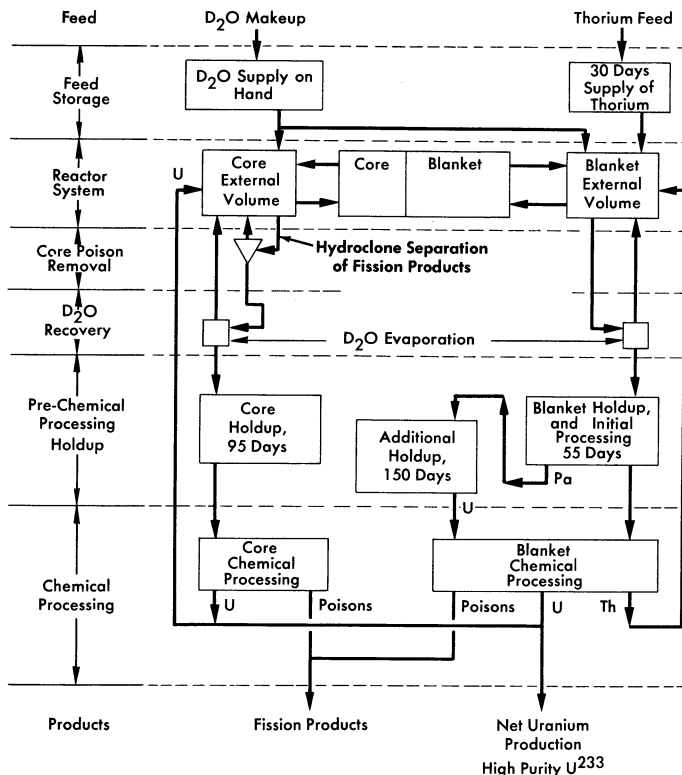 Feed
D2O Makeup
Thorium Feed
Feed
Storage
D2O Supply on
Hand
30 Days
Supply of
Thorium
Reactor
System
U
Core
External
Volume
Core
Blanket
Blanket
External
Volume
Core Poison
Removal
Hydroclone Separation
of Fission Products
D2O
Recovery
D2O Evaporation
Pre-Chemical
Processing
Holdup
Core
Holdup,
95 Days
Additional
Holdup,
150 Days
Blanket Holdup,
and Initial
Processing
55 Days
Pa
U
Chemical
Processing
Core
Chemical
Processing
Blanket
Chemical
Processing
U
Poisons
Poisons
U
Th
Products
Fission Products
Net Uranium
Production
High Purity U233